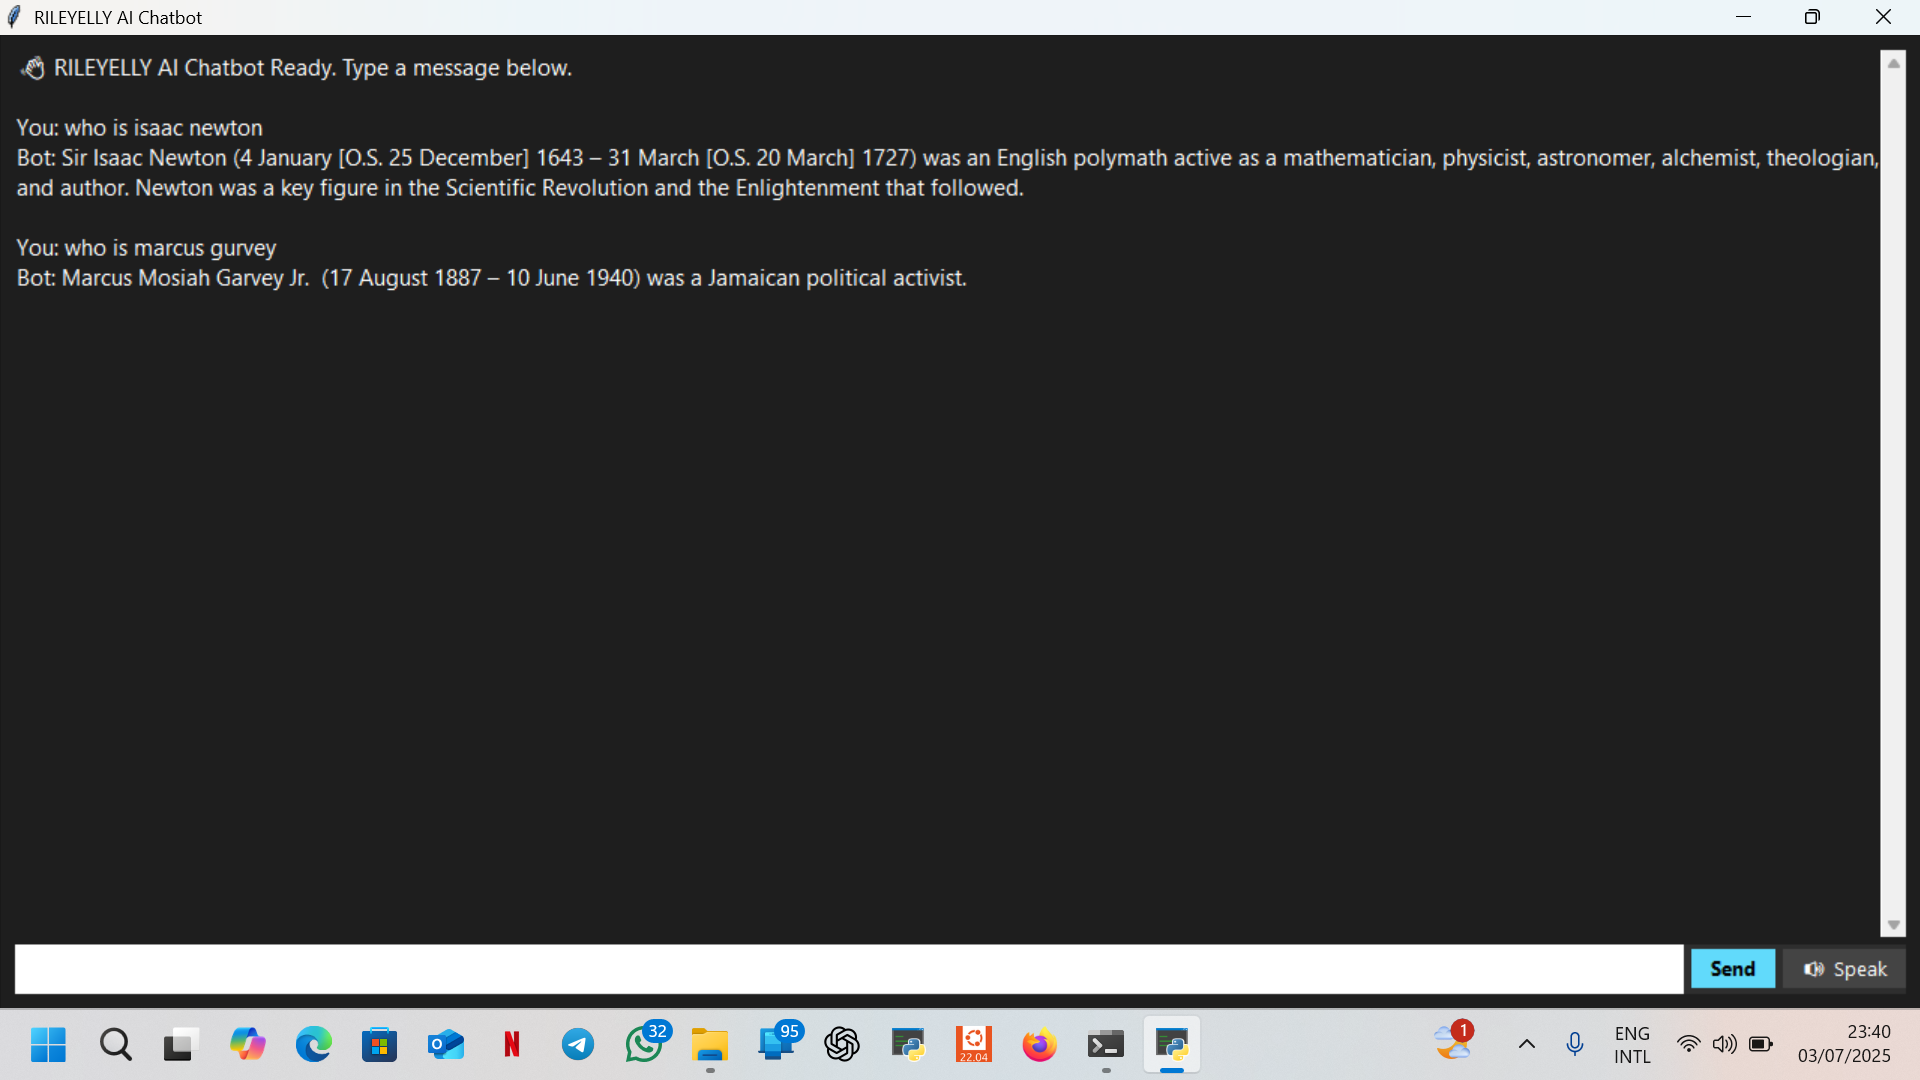 RILEYELLY AI Chatbot
👋 RILEYELLY AI Chatbot Ready. Type a message below.
You: who is isaac newton
Bot: Sir Isaac Newton (4 January [O.S. 25 December] 1643 – 31 March [O.S. 20 March] 1727) was an English polymath active as a mathematician, physicist, astronomer, alchemist, theologian,
and author. Newton was a key figure in the Scientific Revolution and the Enlightenment that followed.
You: who is marcus gurvey
Bot: Marcus Mosiah Garvey Jr.  (17 August 1887 – 10 June 1940) was a Jamaican political activist.
Send
🔊 Speak
N
32
95
22.04
1
ENG
INTL
23:40
03/07/2025